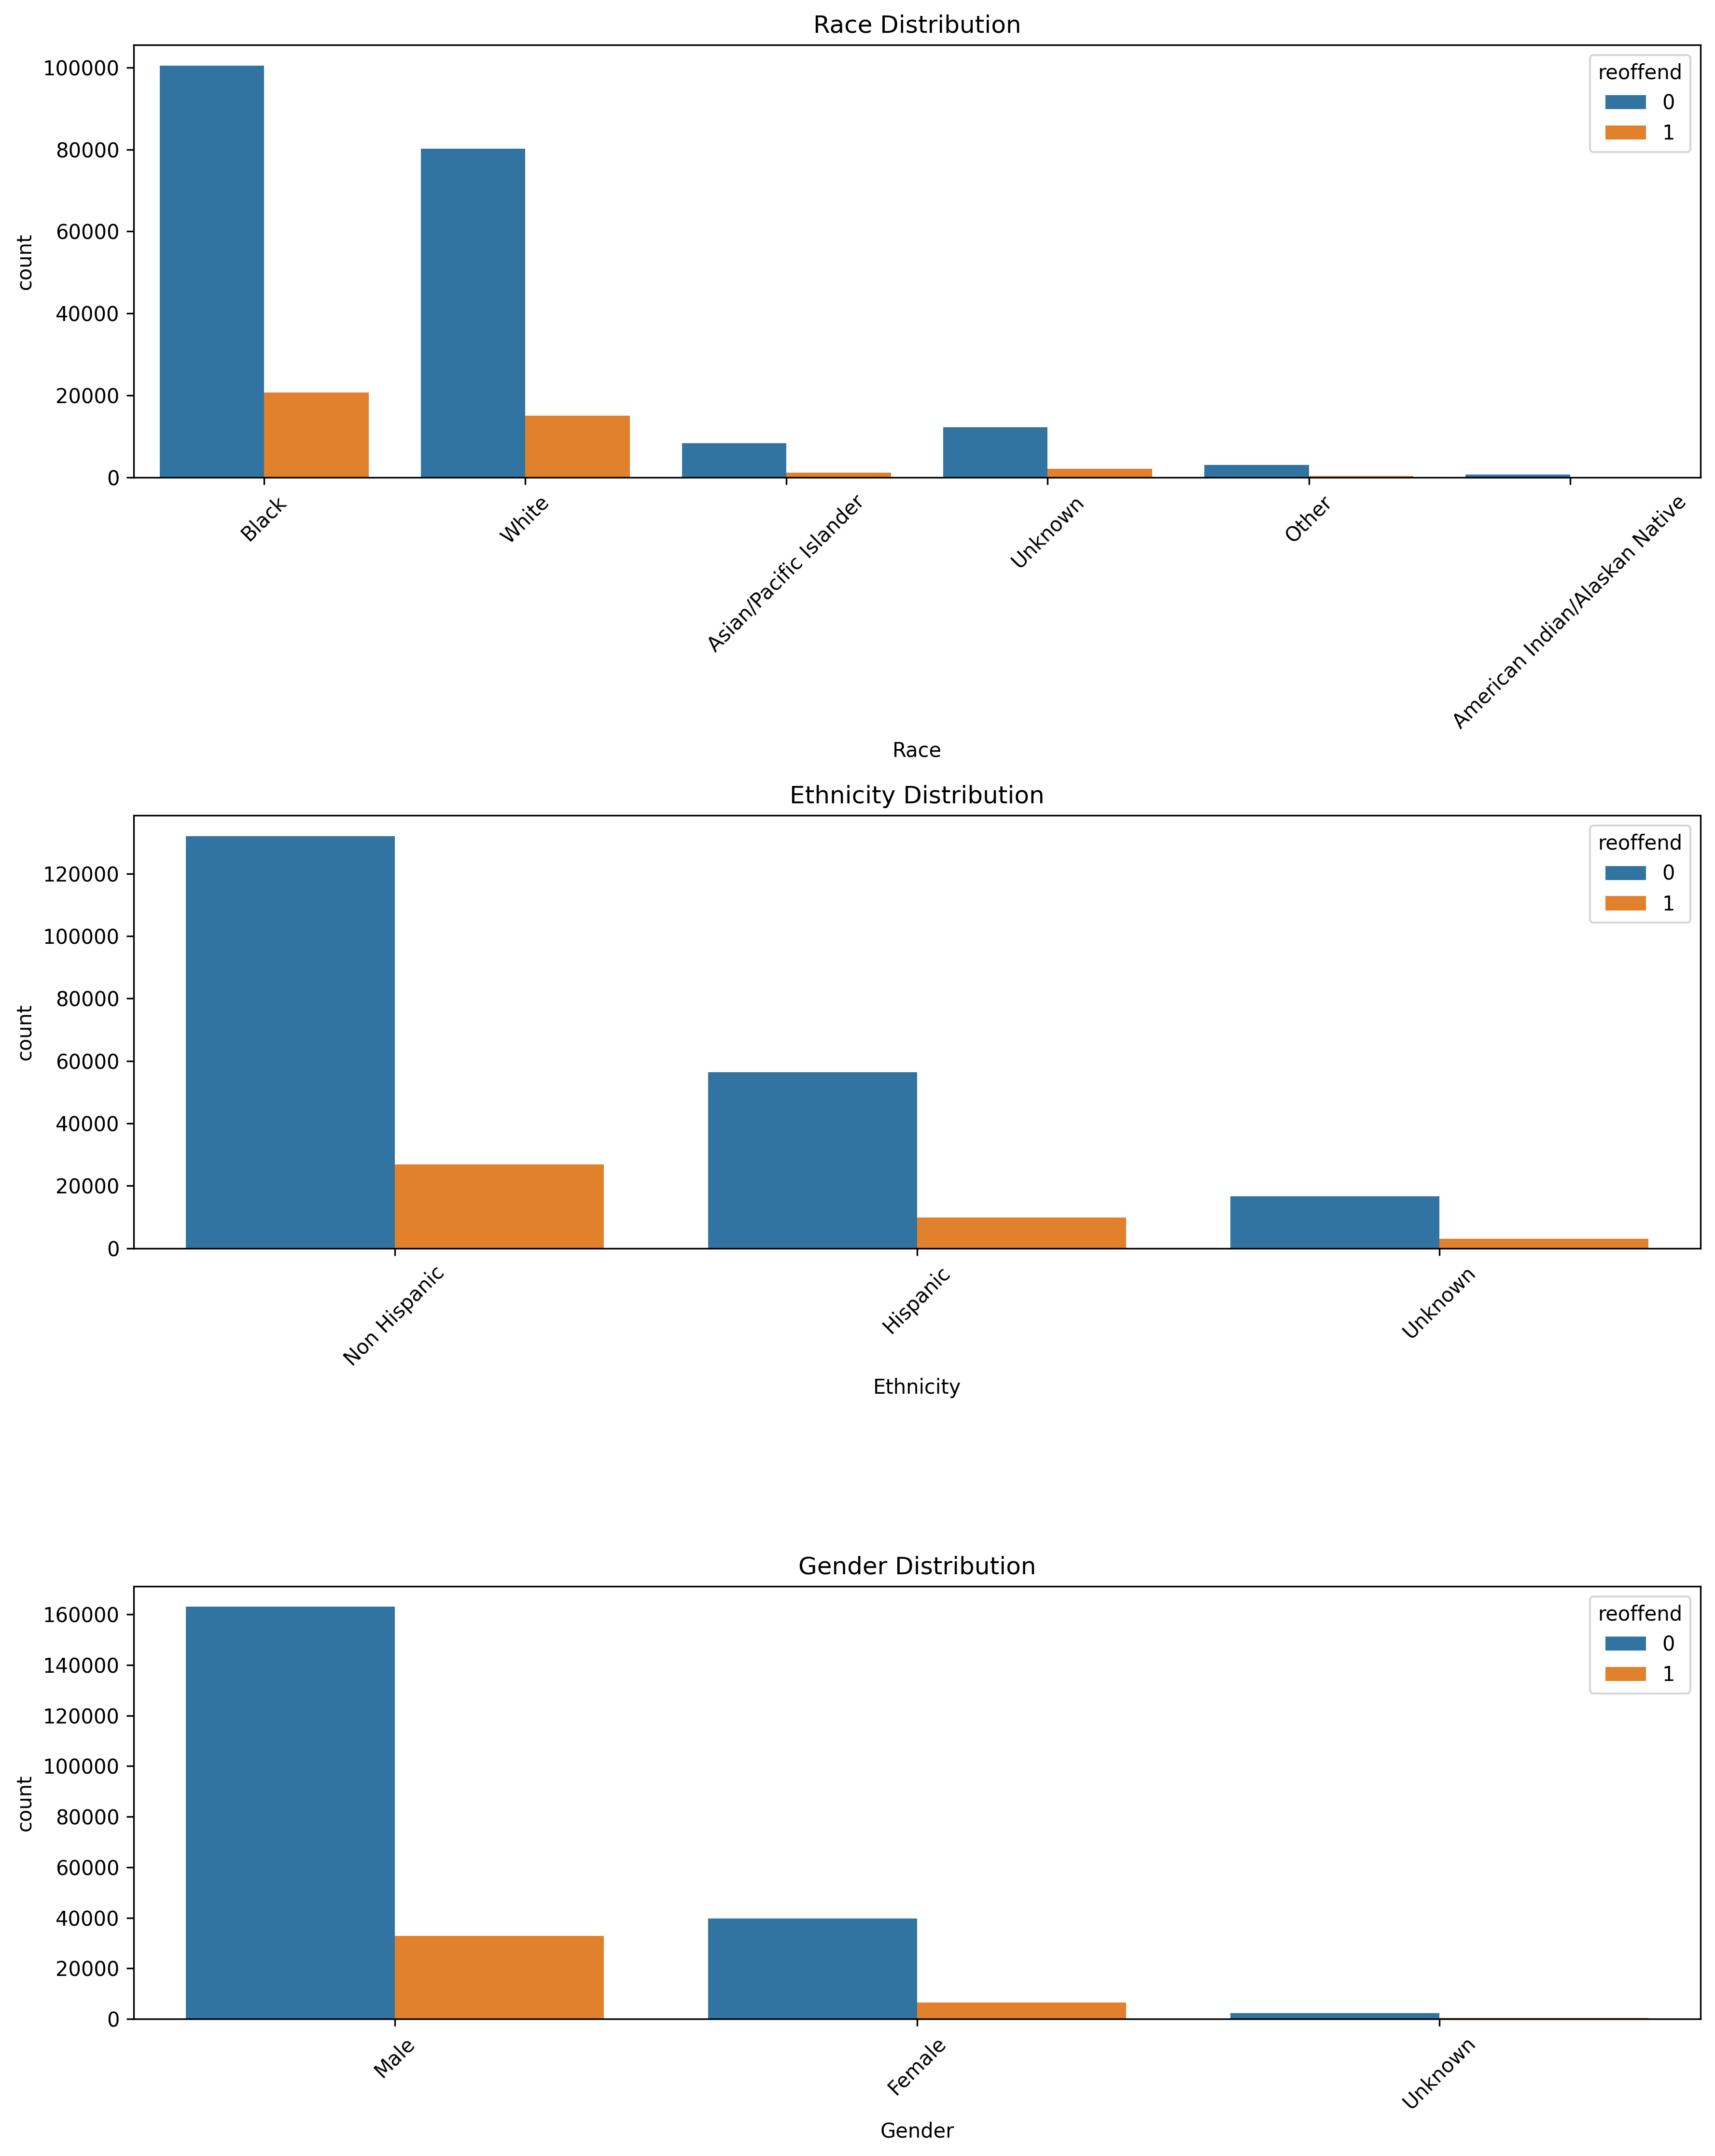 Race Distribution
reoffend
0
1
100000
80000
60000
40000
20000
0
count
Black
White
Asian/Pacific Islander
Unknown
Other
American Indian/Alaskan Native
Race
Ethnicity Distribution
reoffend
0
1
120000
100000
80000
60000
40000
20000
0
count
Non Hispanic
Hispanic
Unknown
Ethnicity
Gender Distribution
reoffend
0
1
160000
140000
120000
100000
80000
60000
40000
20000
0
count
Male
Female
Unknown
Gender